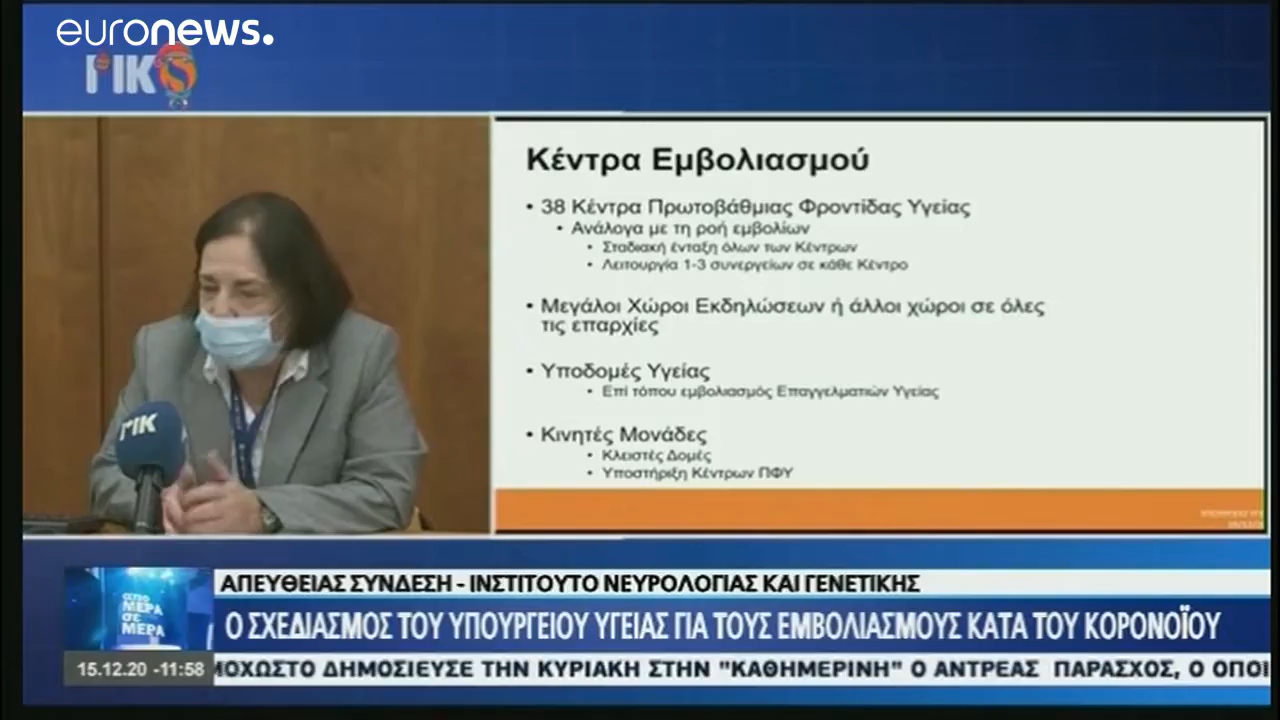 euronews.
ΡΙΚ
Κέντρα Εμβολιασμού
• 38 Κέντρα Πρωτοβάθμιας Φροντίδας Υγείας
• Ανάλογα με τη ροή εμβολίων
• Σταδιακή ένταξη όλων των Κέντρων
• Λειτουργία 1-3 συνεργείων σε κάθε Κέντρο
• Μεγάλοι Χώροι Εκδηλώσεων ή άλλοι χώροι σε όλες
τις επαρχίες
• Υποδομές Υγείας
• Επί τόπου εμβολιασμός Επαγγελματιών Υγείας
• Κινητές Μονάδες
• Κλειστές Δομές
• Υποστήριξη Κέντρων ΠΦΥ
ΡΙΚ
ΑΠΕΥΘΕΙΑΣ ΣΥΝΔΕΣΗ - ΙΝΣΤΙΤΟΥΤΟ ΝΕΥΡΟΛΟΓΙΑΣ ΚΑΙ ΓΕΝΕΤΙΚΗΣ
από
ΜΕΡΑ
σε
ΜΕΡΑ
Ο ΣΧΕΔΙΑΣΜΟΣ ΤΟΥ ΥΠΟΥΡΓΕΙΟΥ ΥΓΕΙΑΣ ΓΙΑ ΤΟΥΣ ΕΜΒΟΛΙΑΣΜΟΥΣ ΚΑΤΑ ΤΟΥ ΚΟΡΟΝΟΪΟΥ
15.12.20 -11:58 ΜΟΧΩΣΤΟ ΔΗΜΟΣΙΕΥΣΕ ΤΗΝ ΚΥΡΙΑΚΗ ΣΤΗΝ "ΚΑΘΗΜΕΡΙΝΗ" Ο ΑΝΤΡΕΑΣ ΠΑΡΑΣΧΟΣ, Ο ΟΠΟΙ